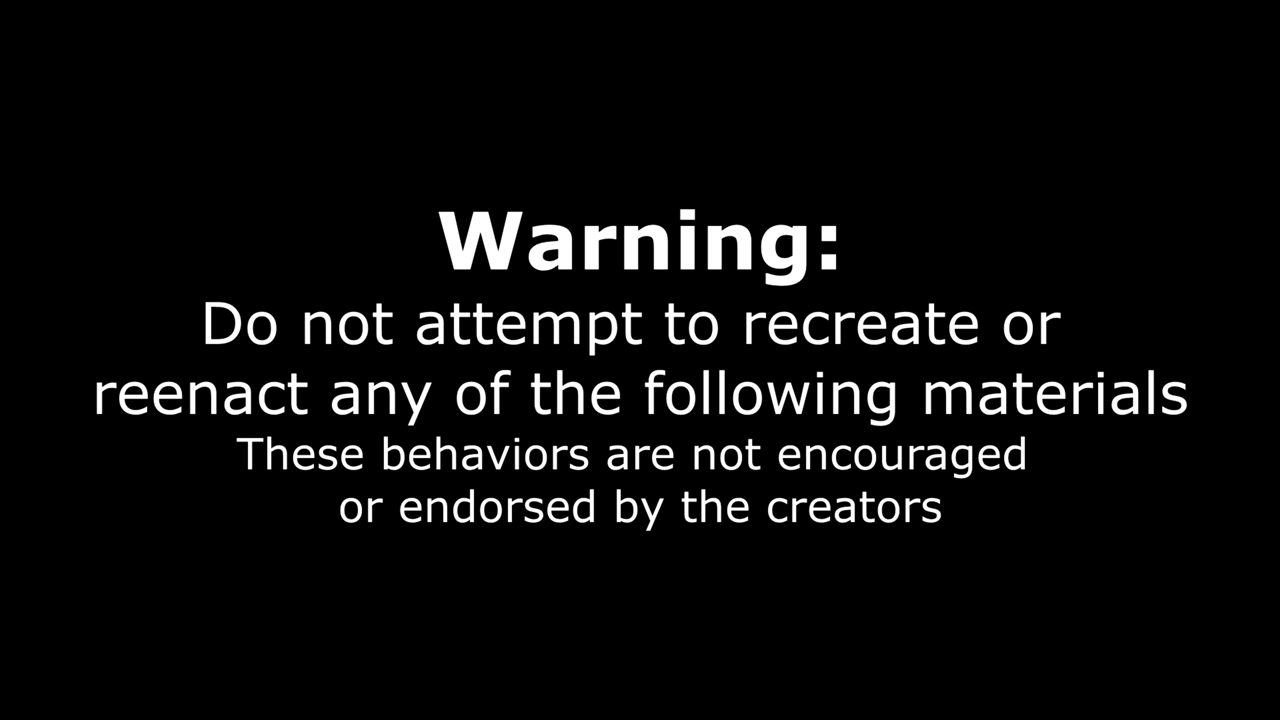 Warning:
Do not attempt to recreate or
reenact any of the following materials
These behaviors are not encouraged
or endorsed by the creators